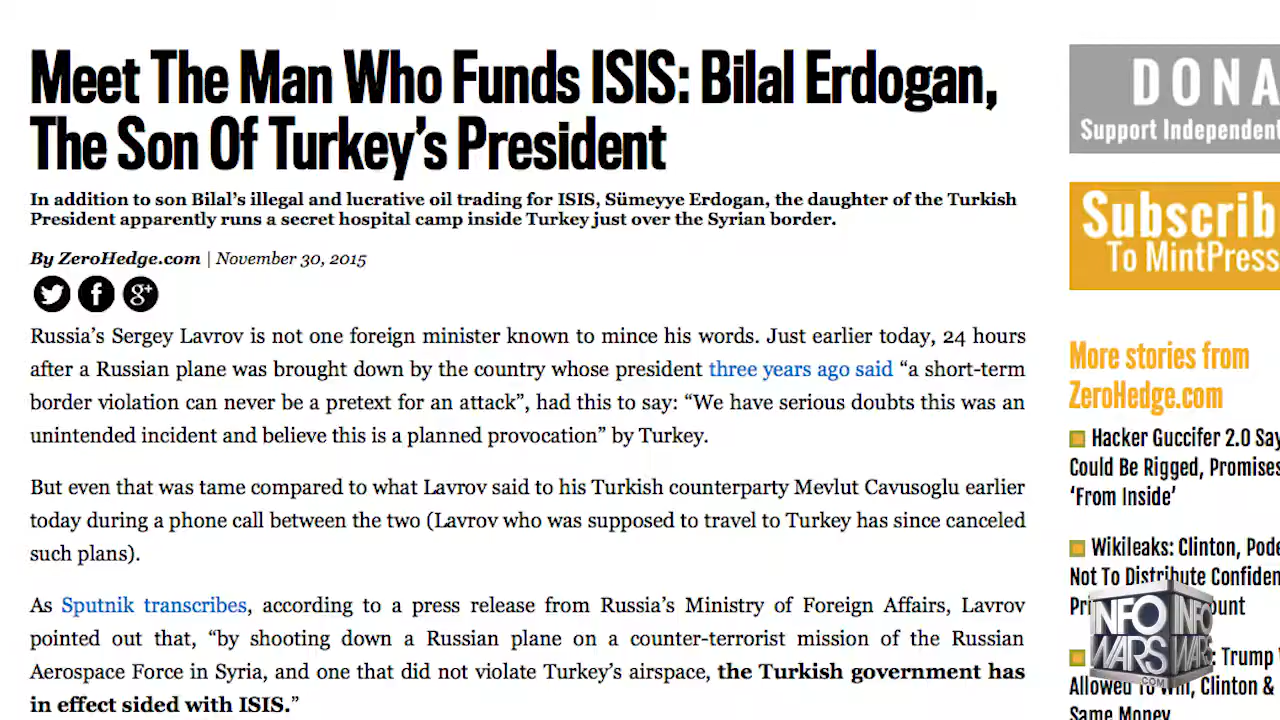 Meet The Man Who Funds ISIS: Bilal Erdogan,
The Son Of Turkey’s President
In addition to son Bilal’s illegal and lucrative oil trading for ISIS, Sümeyye Erdogan, the daughter of the Turkish
President apparently runs a secret hospital camp inside Turkey just over the Syrian border.
By ZeroHedge.com | November 30, 2015
Russia’s Sergey Lavrov is not one foreign minister known to mince his words. Just earlier today, 24 hours
after a Russian plane was brought down by the country whose president three years ago said “a short-term
border violation can never be a pretext for an attack”, had this to say: “We have serious doubts this was an
unintended incident and believe this is a planned provocation” by Turkey.
But even that was tame compared to what Lavrov said to his Turkish counterparty Mevlut Cavusoglu earlier
today during a phone call between the two (Lavrov who was supposed to travel to Turkey has since canceled
such plans).
As Sputnik transcribes, according to a press release from Russia’s Ministry of Foreign Affairs, Lavrov
pointed out that, “by shooting down a Russian plane on a counter-terrorist mission of the Russian
Aerospace Force in Syria, and one that did not violate Turkey’s airspace, the Turkish government has
in effect sided with ISIS.”
DONA
Support Independent
Subscrib
To MintPress
More stories from
ZeroHedge.com
Hacker Guccifer 2.0 Say
Could Be Rigged, Promises
‘From Inside’
Wikileaks: Clinton, Pode
Not To Distribute Confiden
Pri ount
: Trump
Allowed To Win, Clinton &
Same Money
INFO
WARS
.COM
INFO
WARS